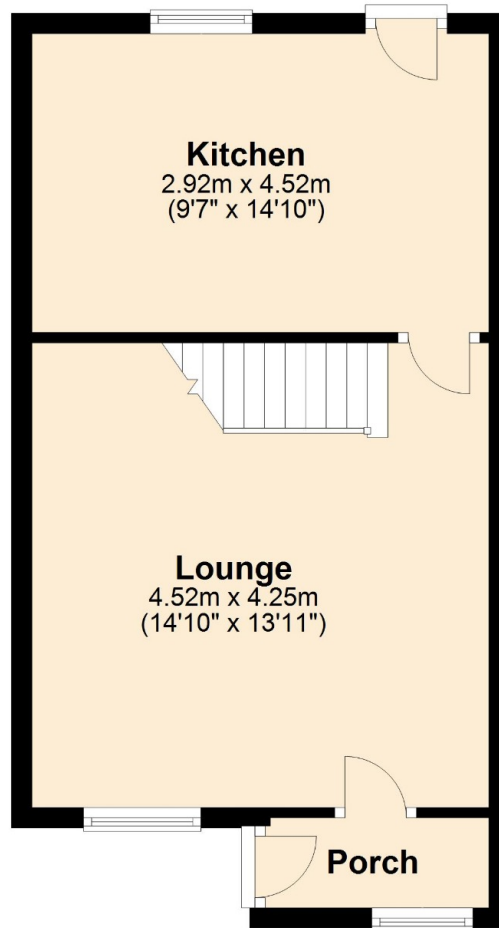 Kitchen
2.92m x 4.52m
(9'7" x 14'10")
Lounge
4.52m x 4.25m
(14'10" x 13'11")
Porch